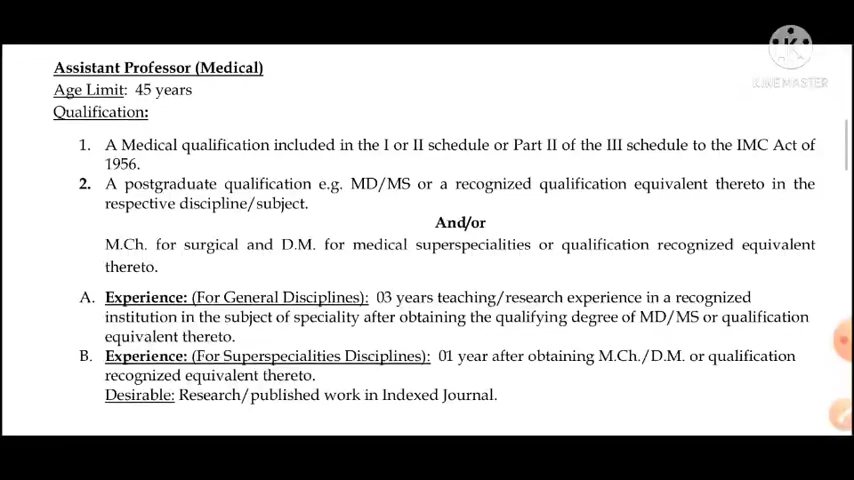 K
KINEMASTER
Assistant Professor (Medical)
Age Limit: 45 years
Qualification:
1. A Medical qualification included in the I or II schedule or Part II of the III schedule to the IMC Act of
1956.
2. A postgraduate qualification e.g. MD/MS or a recognized qualification equivalent thereto in the
respective discipline/subject.
And/or
M.Ch. for surgical and D.M. for medical superspecialities or qualification recognized equivalent
thereto.
A. Experience: (For General Disciplines): 03 years teaching/research experience in a recognized
institution in the subject of speciality after obtaining the qualifying degree of MD/MS or qualification
equivalent thereto.
B. Experience: (For Superspecialities Disciplines): 01 year after obtaining M.Ch./D.M. or qualification
recognized equivalent thereto.
Desirable: Research/published work in Indexed Journal.